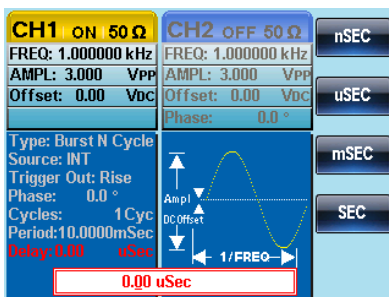 CH1 ON 50 Ω
FREQ: 1.000000 kHz
AMPL: 3.000 VPP
Offset: 0.00 VDC
CH2 OFF 50 Ω
FREQ: 1.000000 kHz
AMPL: 3.000 VPP
Offset: 0.00 VDC
Phase: 0.0 °
Type: Burst N Cycle
Source: INT
Trigger Out: Rise
Phase: 0.0 °
Cycles: 1Cyc
Period:10.0000mSec
Delay:0.00 uSec
Ampl
DC Offset
1/FREQ
0.00 uSec
nSEC
uSEC
mSEC
SEC